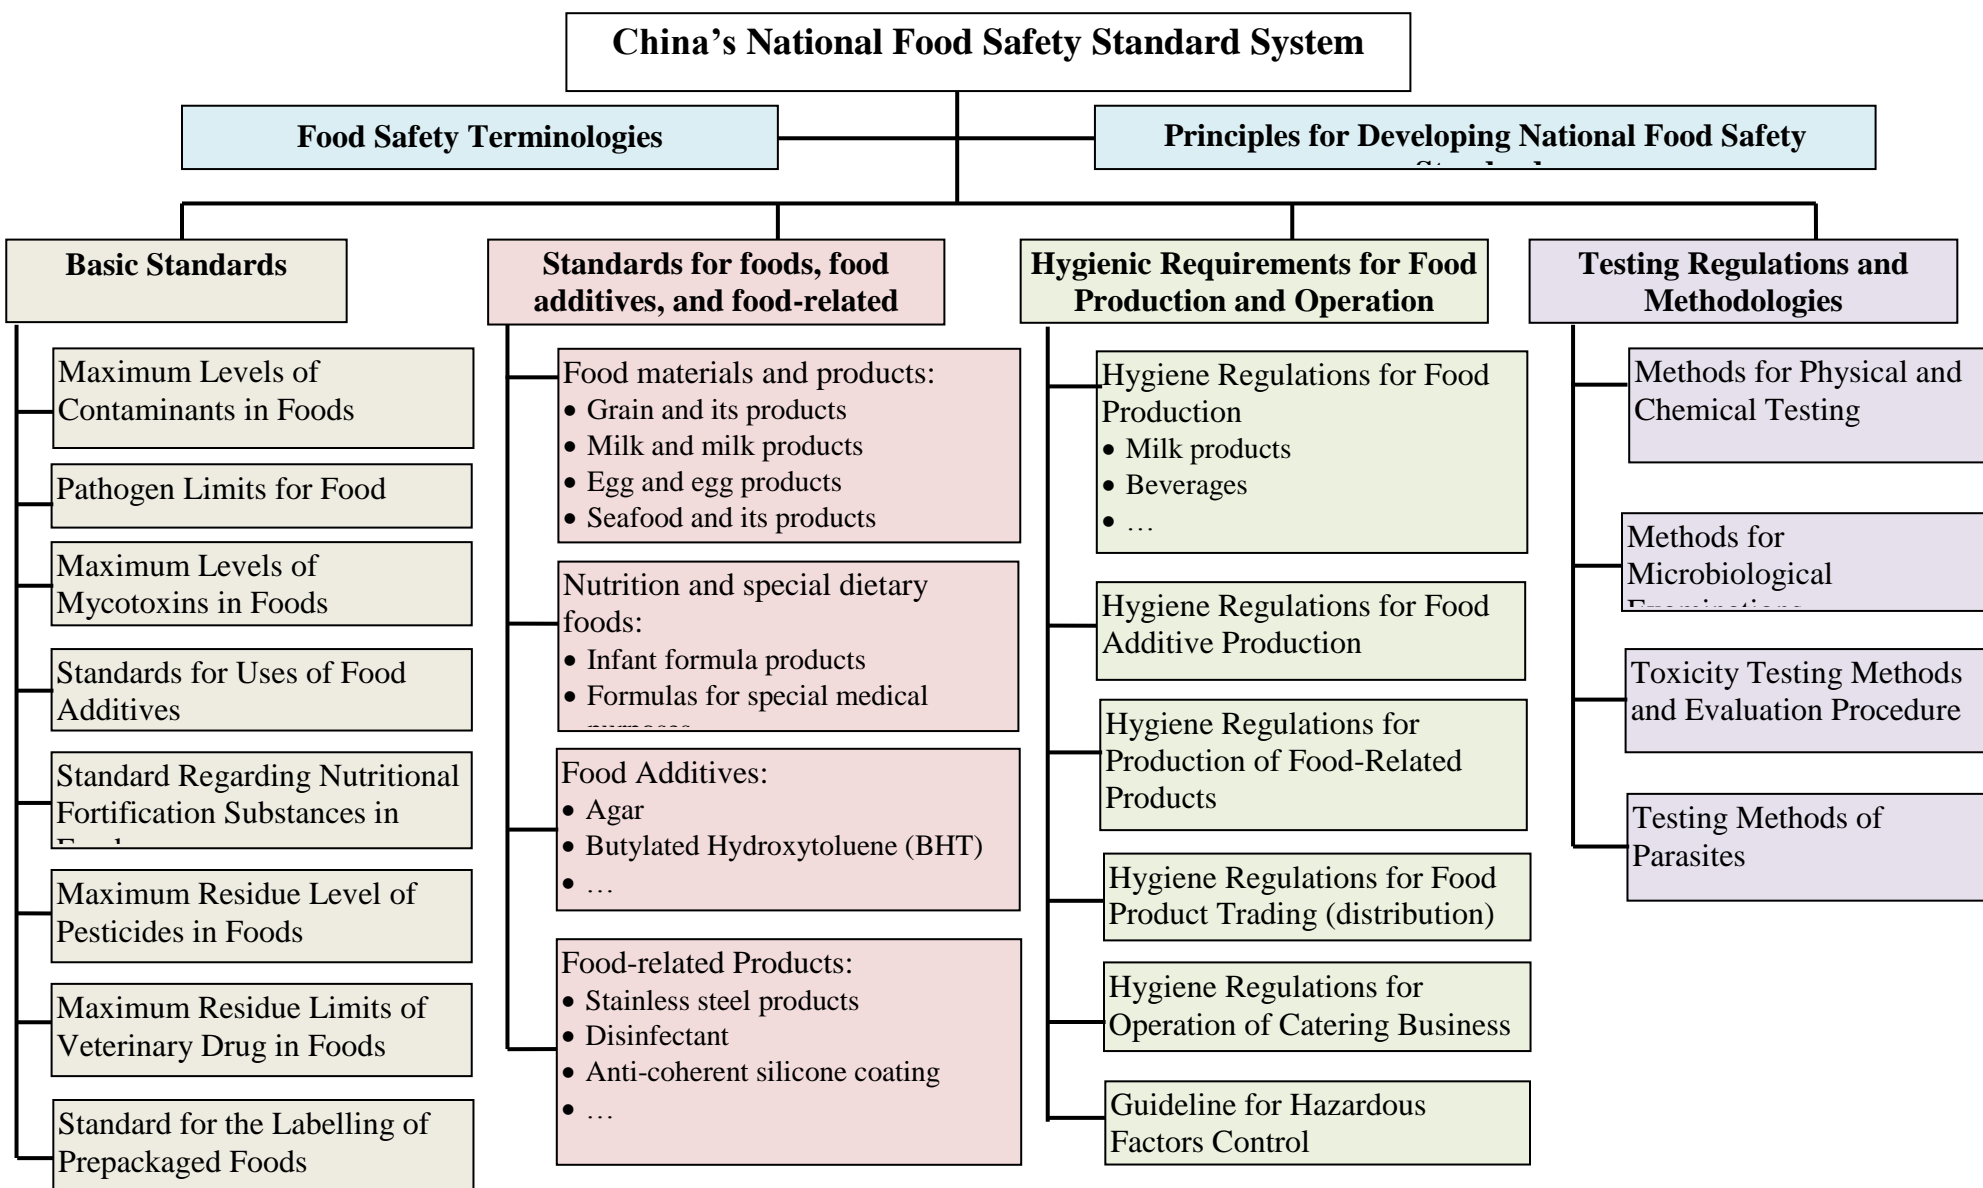 China's National Food Safety Standard System
Food Safety Terminologies
Principles for Developing National Food Safety
Basic Standards
Maximum Levels of
Contaminants in Foods
Pathogen Limits for Food
Maximum Levels of
Mycotoxins in Foods
Standards for Uses of Food
Additives
Standard Regarding Nutritional
Fortification Substances in
Maximum Residue Level of
Pesticides in Foods
Maximum Residue Limits of
Veterinary Drug in Foods
Standard for the Labelling of
Prepackaged Foods
Standards for foods, food
additives, and food-related
Food materials and products:
• Grain and its products
• Milk and milk products
• Egg and egg products
• Seafood and its products
Nutrition and special dietary
foods:
• Infant formula products
• Formulas for special medical
Food Additives:
• Agar
• Butylated Hydroxytoluene (BHT)
• …
Food-related Products:
• Stainless steel products
• Disinfectant
• Anti-coherent silicone coating
• …
Hygienic Requirements for Food
Production and Operation
Hygiene Regulations for Food
Production
• Milk products
• Beverages
• …
Hygiene Regulations for Food
Additive Production
Hygiene Regulations for
Production of Food-Related
Products
Hygiene Regulations for Food
Product Trading (distribution)
Hygiene Regulations for
Operation of Catering Business
Guideline for Hazardous
Factors Control
Testing Regulations and
Methodologies
Methods for Physical and
Chemical Testing
Methods for
Microbiological
Toxicity Testing Methods
and Evaluation Procedure
Testing Methods of
Parasites